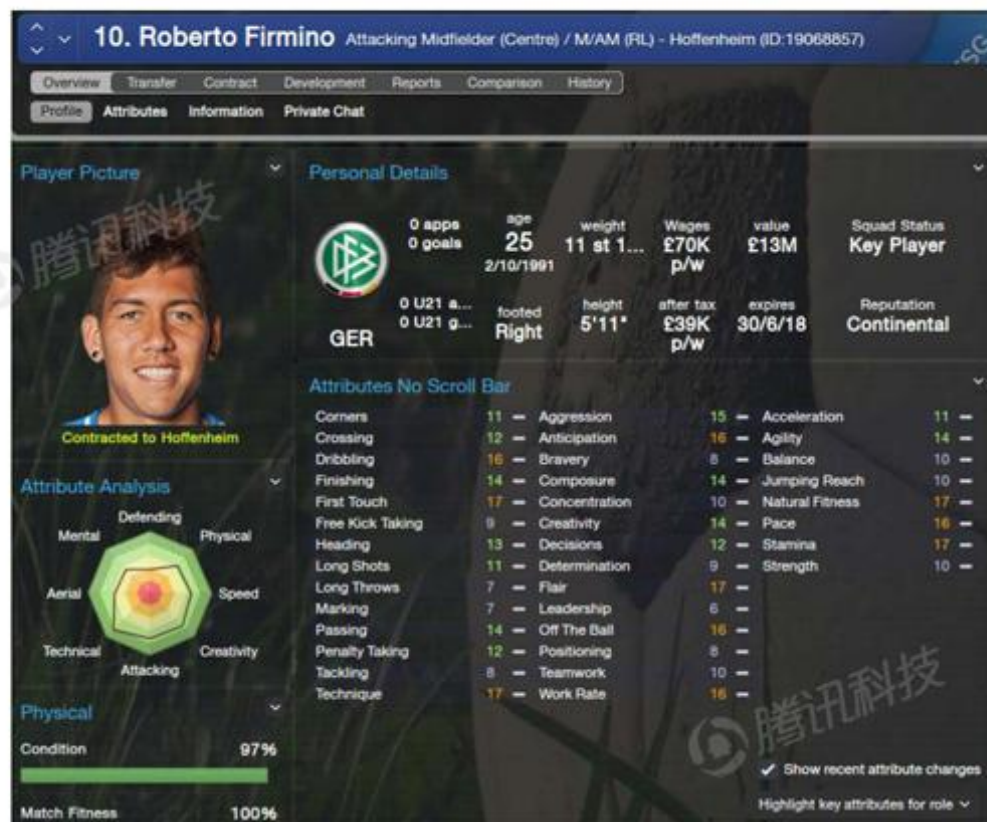 10. Roberto Firmino Attacking Midfielder (Centre) / M/AM (RL) - Hoffenheim (ID:19068857)
Overview Transfer Contract Development Reports Comparison History
Profile Attributes Information Private Chat
Player Picture
Contracted to Hoffenheim
Attribute Analysis
Defending
Mental Physical
Aerial Speed
Technical Creativity
Attacking
Physical
Condition 97%
Match Fitness 100%
Personal Details
0 apps
0 goals
age
25
2/10/1991
weight
11 st 1...
Wages
£70K
p/w
value
£13M
Squad Status
Key Player
GER
0 U21 a...
0 U21 g...
footed
Right
height
5'11"
after tax
£39K
p/w
expires
30/6/18
Reputation
Continental
Attributes No Scroll Bar
Corners 11 – Aggression 15 – Acceleration 11 –
Crossing 12 – Anticipation 16 – Agility 14 –
Dribbling 16 – Bravery 8 – Balance 10 –
Finishing 14 – Composure 14 – Jumping Reach 10 –
First Touch 17 – Concentration 10 – Natural Fitness 17 –
Free Kick Taking 9 – Creativity 14 – Pace 16 –
Heading 13 – Decisions 12 – Stamina 17 –
Long Shots 11 – Determination 9 – Strength 10 –
Long Throws 7 – Flair 17 –
Marking 7 – Leadership 6 –
Passing 14 – Off The Ball 16 –
Penalty Taking 12 – Positioning 8 –
Tackling 8 – Teamwork 10 –
Technique 17 – Work Rate 16 –
Show recent attribute changes
Highlight key attributes for role
腾讯科技
腾讯科技